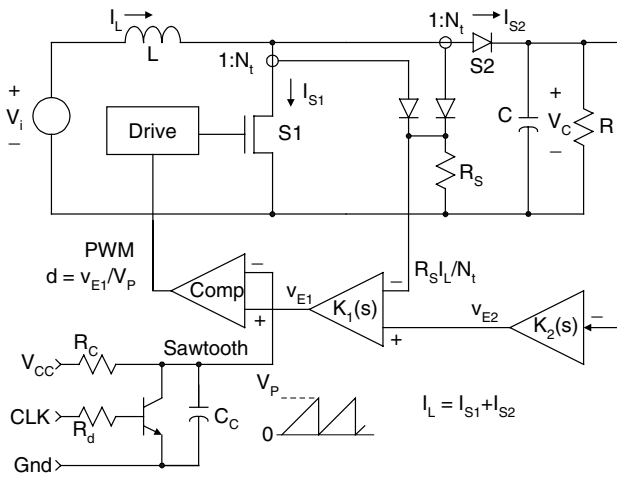 I_L
L
1:N_t
1:N_t
I_S2
S2
I_S1
+
V_i
−
Drive
S1
R_S
C
+
V_C
−
R
PWM
d = v_E1/V_P
−
Comp
+
v_E1
−
K_1(s)
+
R_S I_L/N_t
v_E2
−
K_2(s)
R_C
V_CC
Sawtooth
V_P
CLK
R_d
C_C
0
Gnd
I_L = I_S1+I_S2